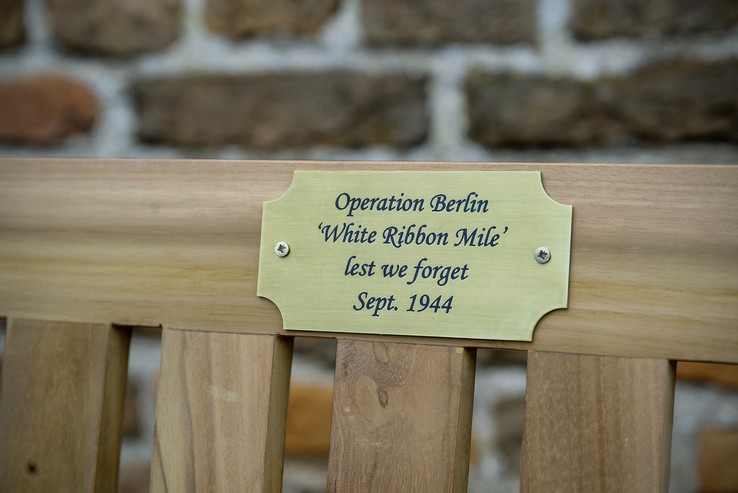 Operation Berlin
‘White Ribbon Mile’
lest we forget
Sept. 1944